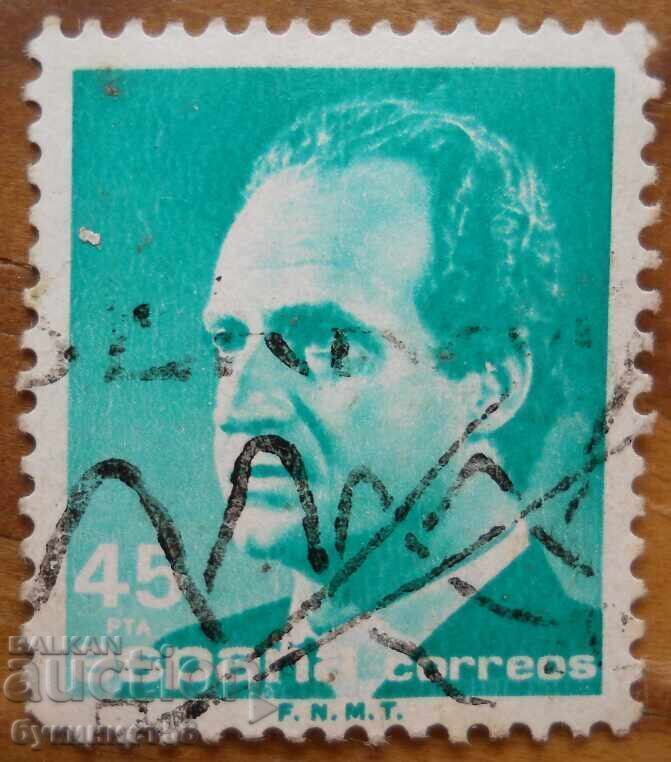 45
PTA
españa correos
F. N. M. T.
BALKAN
auction